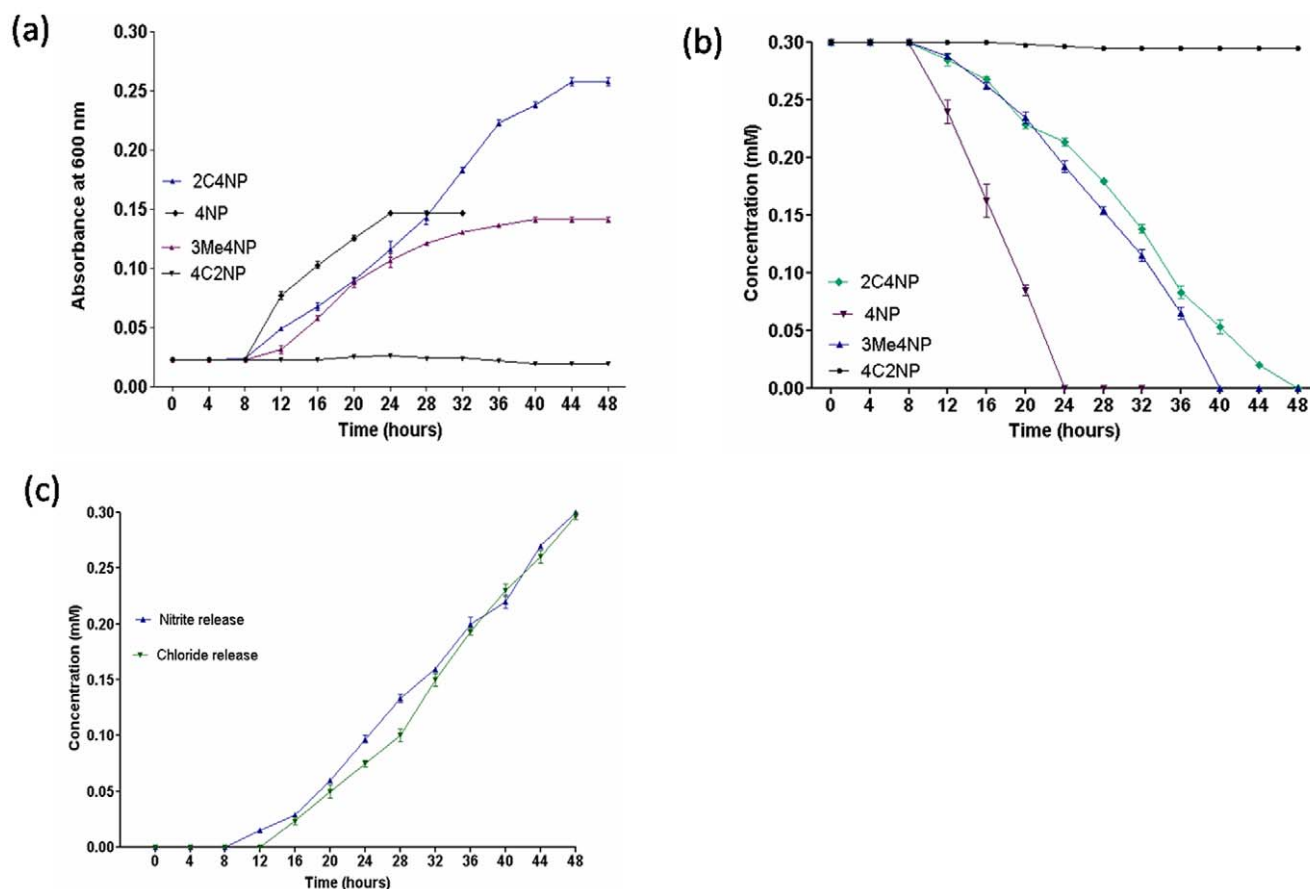 (a)
Absorbance at 600 nm
0.30
0.25
0.20
0.15
0.10
0.05
0.00
2C4NP
4NP
3Me4NP
4C2NP
0 4 8 12 16 20 24 28 32 36 40 44 48
Time (hours)
(b)
Concentration (mM)
0.30
0.25
0.20
0.15
0.10
0.05
0.00
2C4NP
4NP
3Me4NP
4C2NP
0 4 8 12 16 20 24 28 32 36 40 44 48
Time (hours)
(c)
Concentration (mM)
0.30
0.25
0.20
0.15
0.10
0.05
0.00
Nitrite release
Chloride release
0 4 8 12 16 20 24 28 32 36 40 44 48
Time (hours)